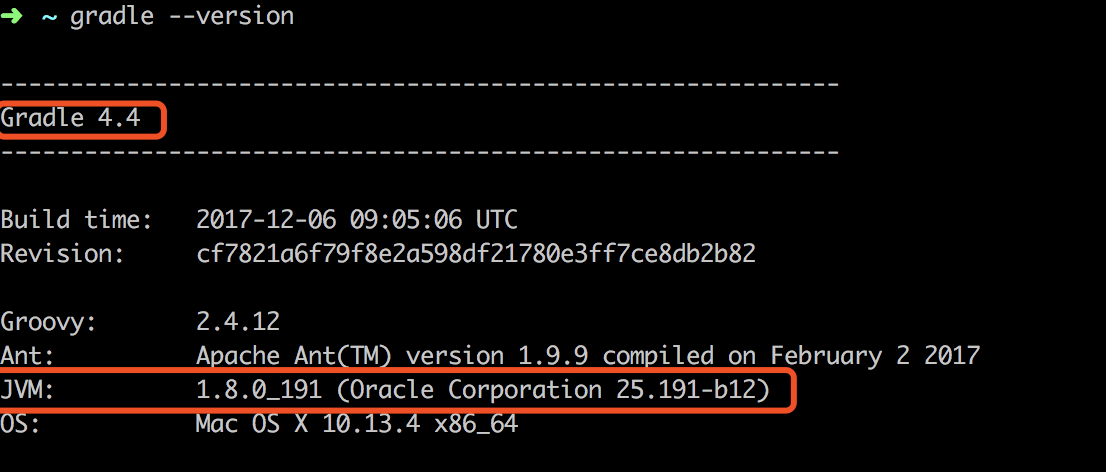 ➜ ~ gradle --version
------------------------------------------------------------
Gradle 4.4
------------------------------------------------------------
Build time: 2017-12-06 09:05:06 UTC
Revision: cf7821a6f79f8e2a598df21780e3ff7ce8db2b82
Groovy: 2.4.12
Ant: Apache Ant(TM) version 1.9.9 compiled on February 2 2017
JVM: 1.8.0_191 (Oracle Corporation 25.191-b12)
OS: Mac OS X 10.13.4 x86_64